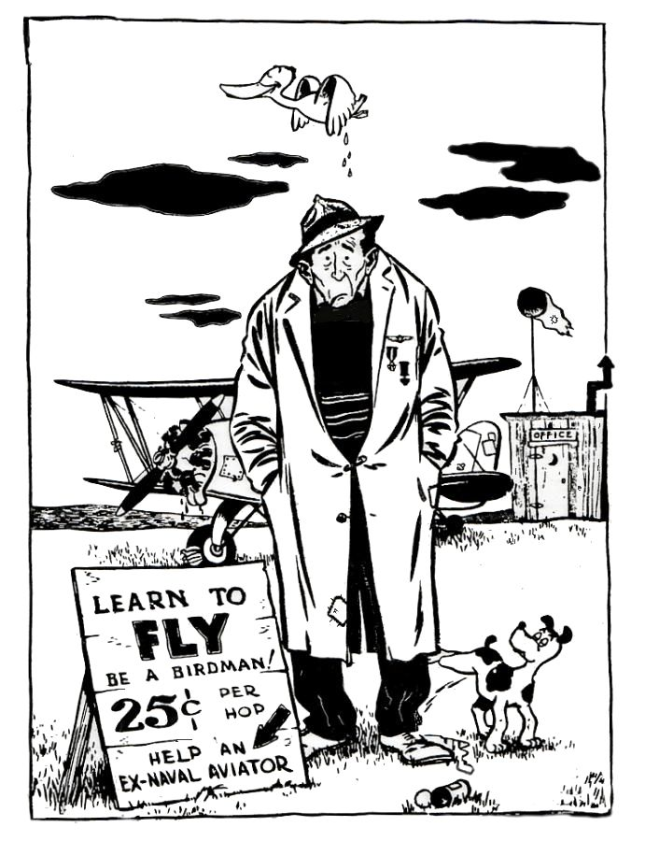 OFFICE
LEARN TO
FLY
BE A BIRDMAN!
25¢ PER
HOP
HELP AN
EX-NAVAL AVIATOR